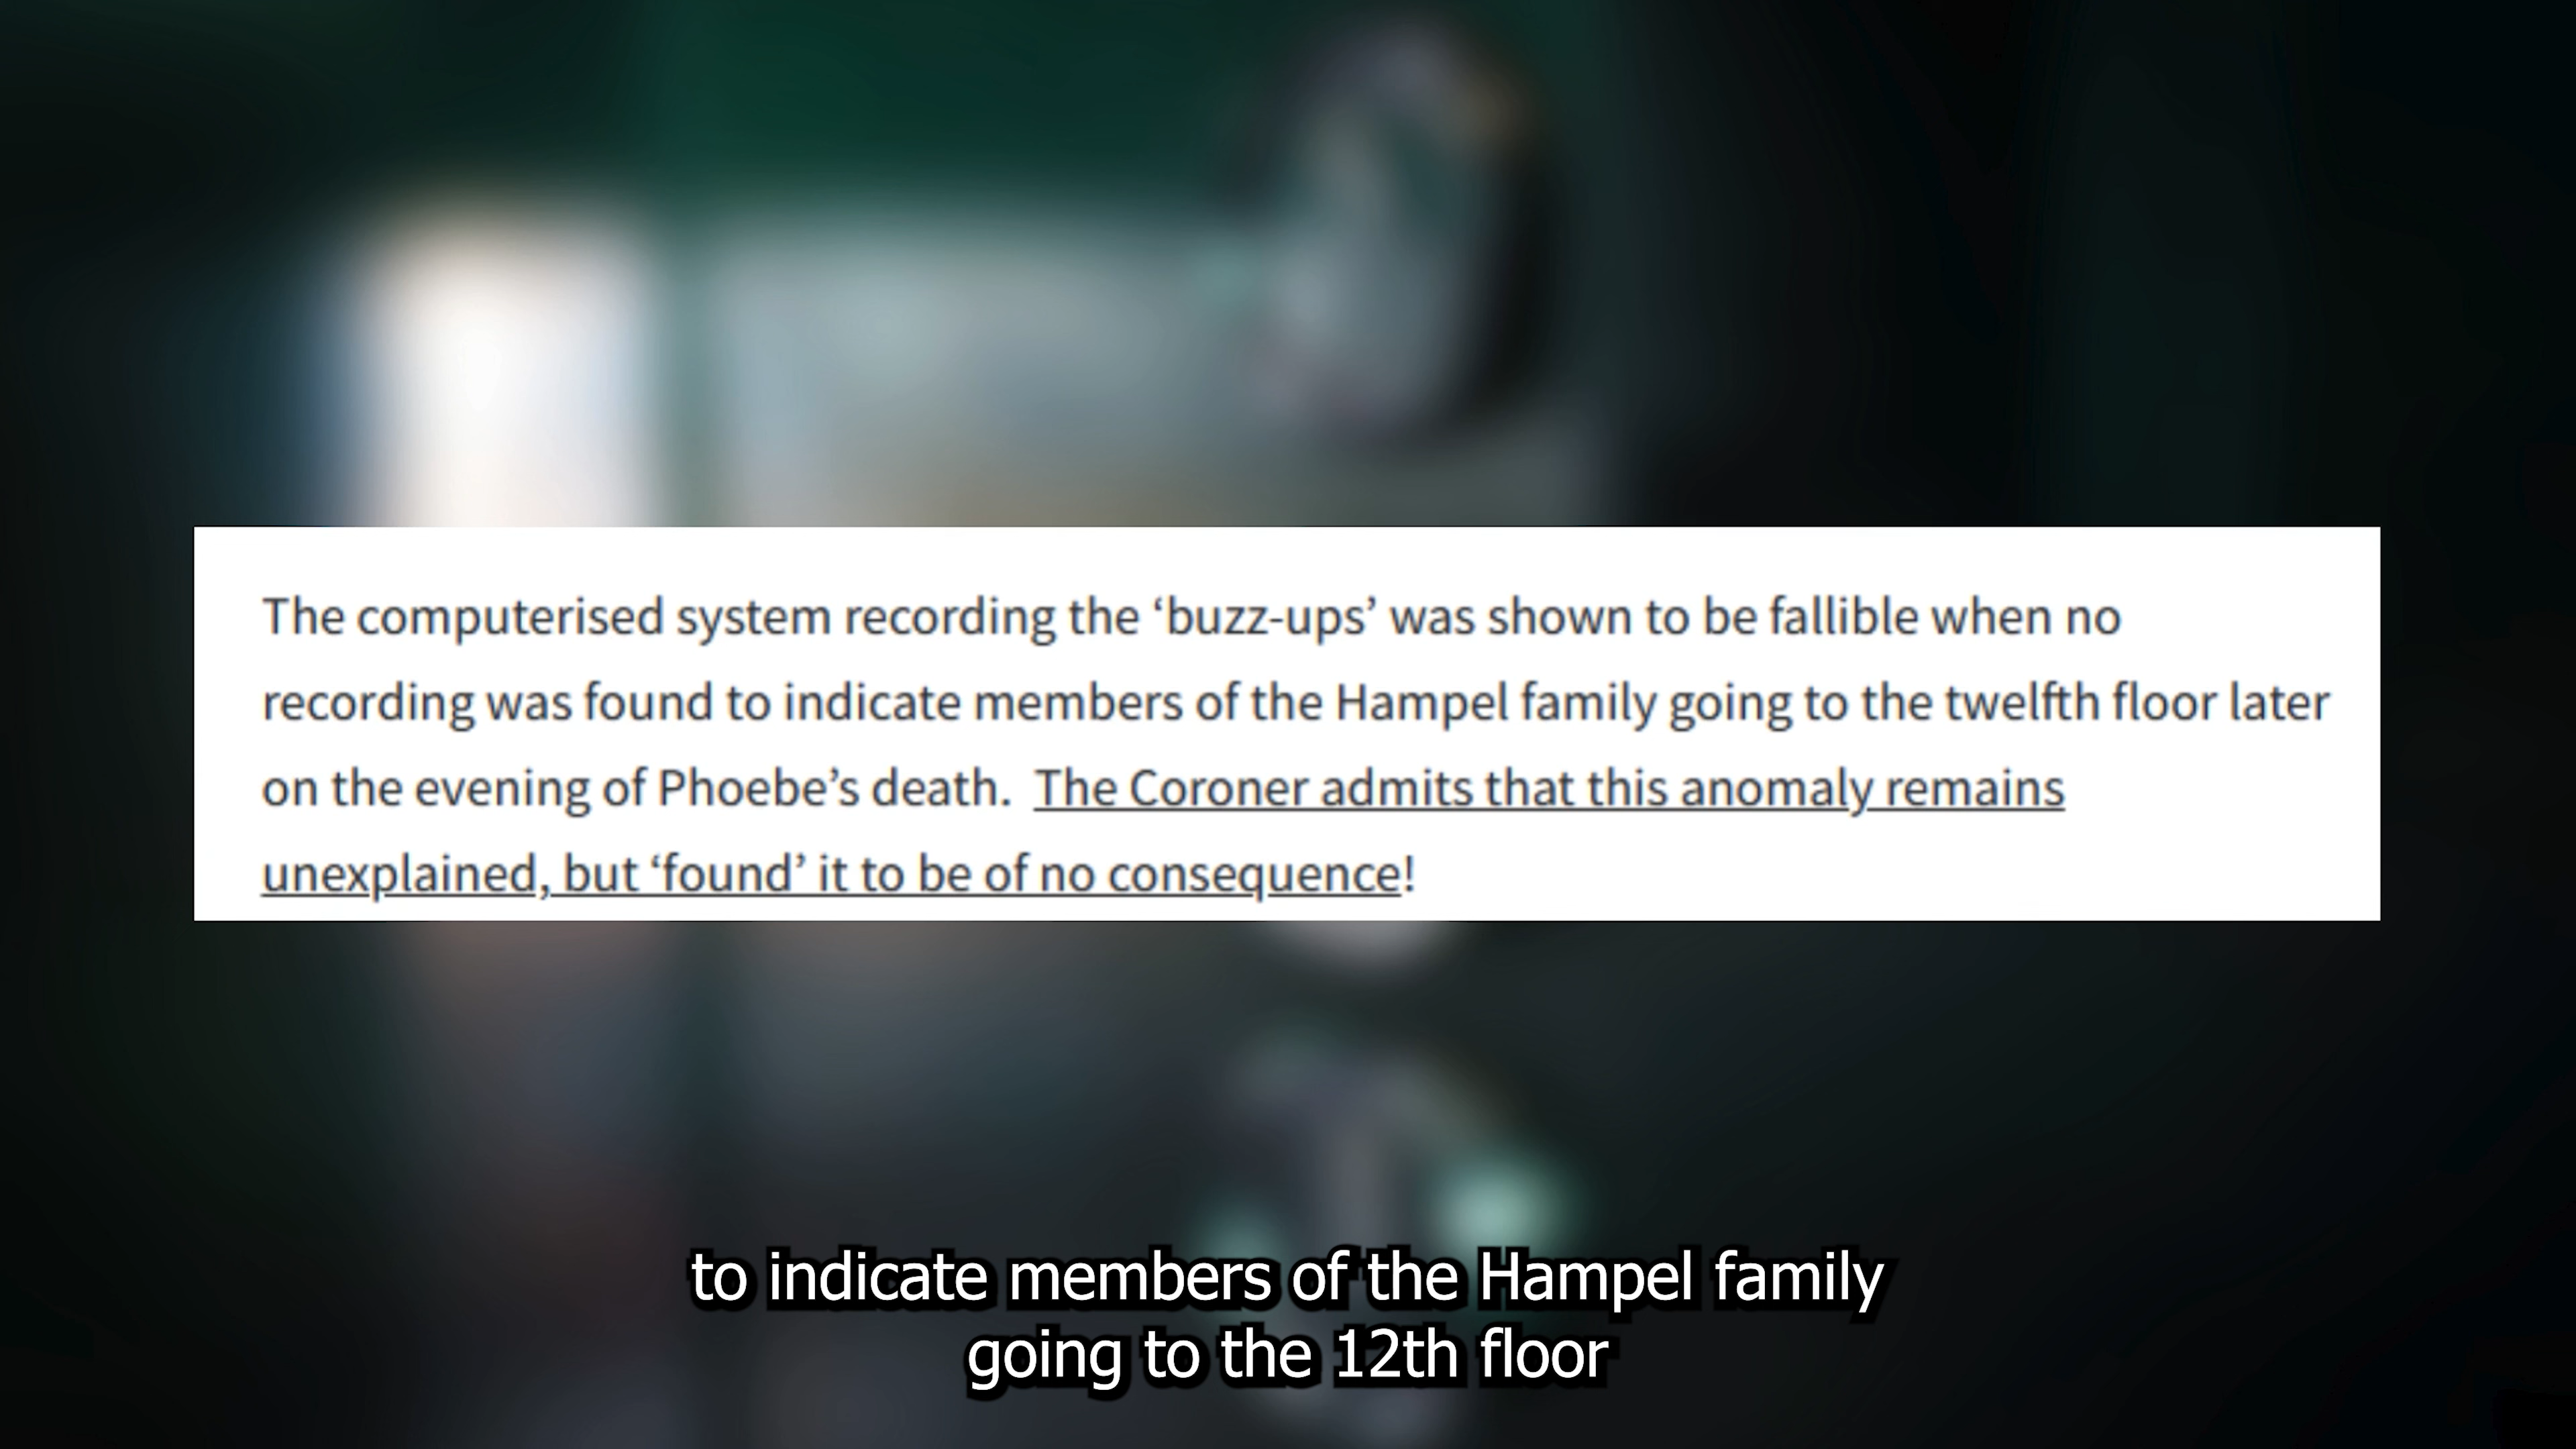 The computerised system recording the ‘buzz-ups’ was shown to be fallible when no
recording was found to indicate members of the Hampel family going to the twelfth floor later
on the evening of Phoebe’s death.  The Coroner admits that this anomaly remains
unexplained, but ‘found’ it to be of no consequence!
to indicate members of the Hampel family
going to the 12th floor